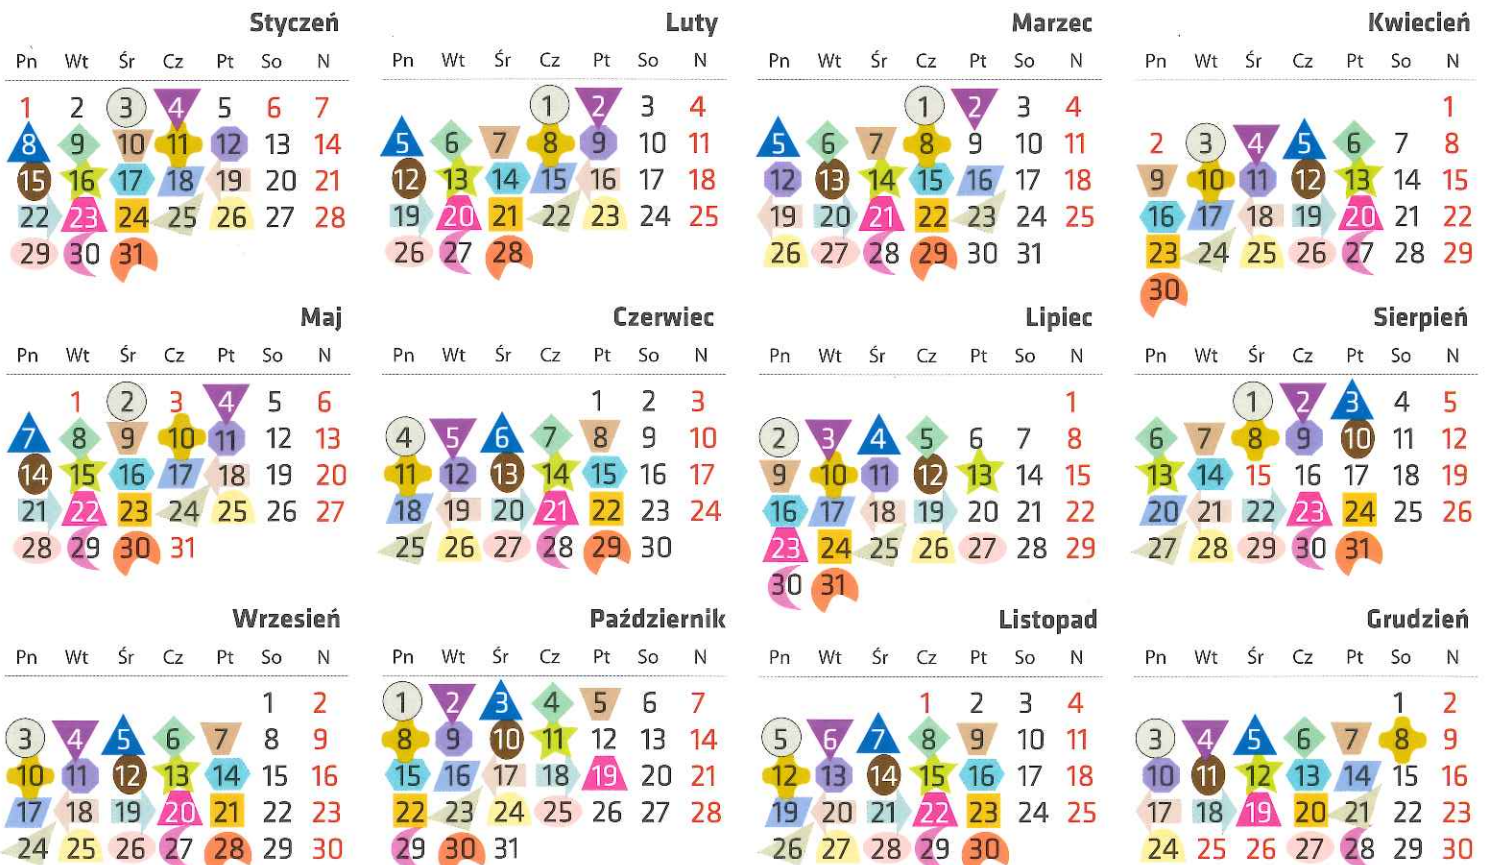 Styczeń Luty Marzec Kwiecień
Pn Wt Śr Cz Pt So N Pn Wt Śr Cz Pt So N Pn Wt Śr Cz Pt So N Pn Wt Śr Cz Pt So N
1 2 3 4 5 6 7 1 2 3 4 1 2 3 4 1
8 9 10 11 12 13 14 5 6 7 8 9 10 11 5 6 7 8 9 10 11 2 3 4 5 6 7 8
15 16 17 18 19 20 21 12 13 14 15 16 17 18 12 13 14 15 16 17 18 9 10 11 12 13 14 15
22 23 24 25 26 27 28 19 20 21 22 23 24 25 19 20 21 22 23 24 25 16 17 18 19 20 21 22
29 30 31 26 27 28 26 27 28 29 30 31 23 24 25 26 27 28 29
30
Maj Czerwiec Lipiec Sierpień
Pn Wt Śr Cz Pt So N Pn Wt Śr Cz Pt So N Pn Wt Śr Cz Pt So N Pn Wt Śr Cz Pt So N
1 2 3 4 5 6 1 2 3 1 1 2 3 4 5
7 8 9 10 11 12 13 4 5 6 7 8 9 10 2 3 4 5 6 7 8 6 7 8 9 10 11 12
14 15 16 17 18 19 20 11 12 13 14 15 16 17 9 10 11 12 13 14 15 13 14 15 16 17 18 19
21 22 23 24 25 26 27 18 19 20 21 22 23 24 16 17 18 19 20 21 22 20 21 22 23 24 25 26
28 29 30 31 25 26 27 28 29 30 23 24 25 26 27 28 29 27 28 29 30 31
30 31
Wrzesień Październik Listopad Grudzień
Pn Wt Śr Cz Pt So N Pn Wt Śr Cz Pt So N Pn Wt Śr Cz Pt So N Pn Wt Śr Cz Pt So N
1 2 1 2 3 4 5 6 7 1 2 3 4 1 2
3 4 5 6 7 8 9 8 9 10 11 12 13 14 5 6 7 8 9 10 11 3 4 5 6 7 8 9
10 11 12 13 14 15 16 15 16 17 18 19 20 21 12 13 14 15 16 17 18 10 11 12 13 14 15 16
17 18 19 20 21 22 23 22 23 24 25 26 27 28 19 20 21 22 23 24 25 17 18 19 20 21 22 23
24 25 26 27 28 29 30 29 30 31 26 27 28 29 30 24 25 26 27 28 29 30